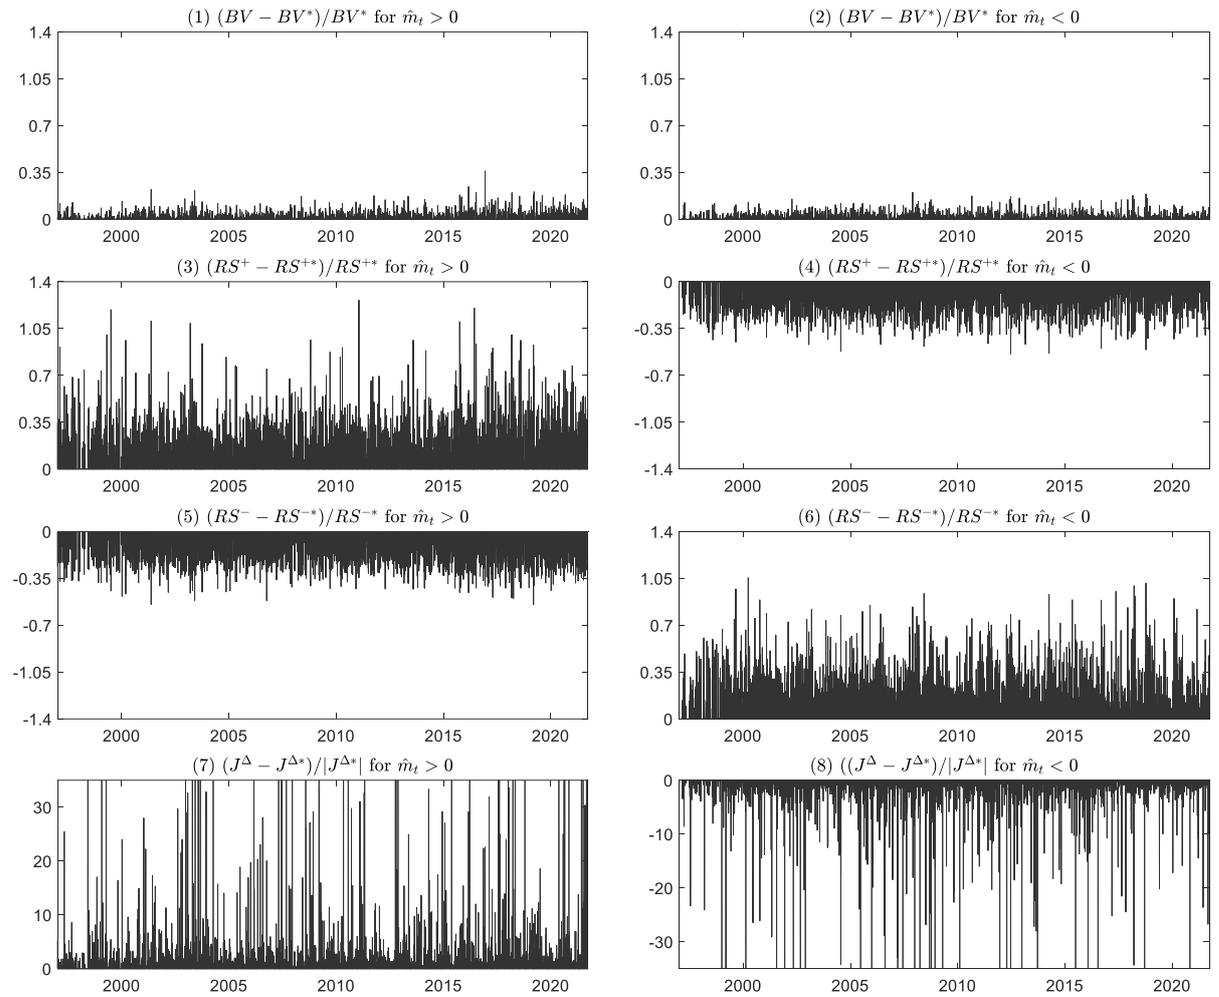 (1) (BV − BV*)/BV* for m̂ₜ > 0
1.4
1.05
0.7
0.35
0
2000 2005 2010 2015 2020
(2) (BV − BV*)/BV* for m̂ₜ < 0
1.4
1.05
0.7
0.35
0
2000 2005 2010 2015 2020
(3) (RS⁺ − RS⁺*)/RS⁺* for m̂ₜ > 0
1.4
1.05
0.7
0.35
0
2000 2005 2010 2015 2020
(4) (RS⁺ − RS⁺*)/RS⁺* for m̂ₜ < 0
0
-0.35
-0.7
-1.05
-1.4
2000 2005 2010 2015 2020
(5) (RS⁻ − RS⁻*)/RS⁻* for m̂ₜ > 0
0
-0.35
-0.7
-1.05
-1.4
2000 2005 2010 2015 2020
(6) (RS⁻ − RS⁻*)/RS⁻* for m̂ₜ < 0
1.4
1.05
0.7
0.35
0
2000 2005 2010 2015 2020
(7) (J^Δ − J^Δ*)/|J^Δ*| for m̂ₜ > 0
30
20
10
0
2000 2005 2010 2015 2020
(8) ((J^Δ − J^Δ*)/|J^Δ*| for m̂ₜ < 0
0
-10
-20
-30
2000 2005 2010 2015 2020